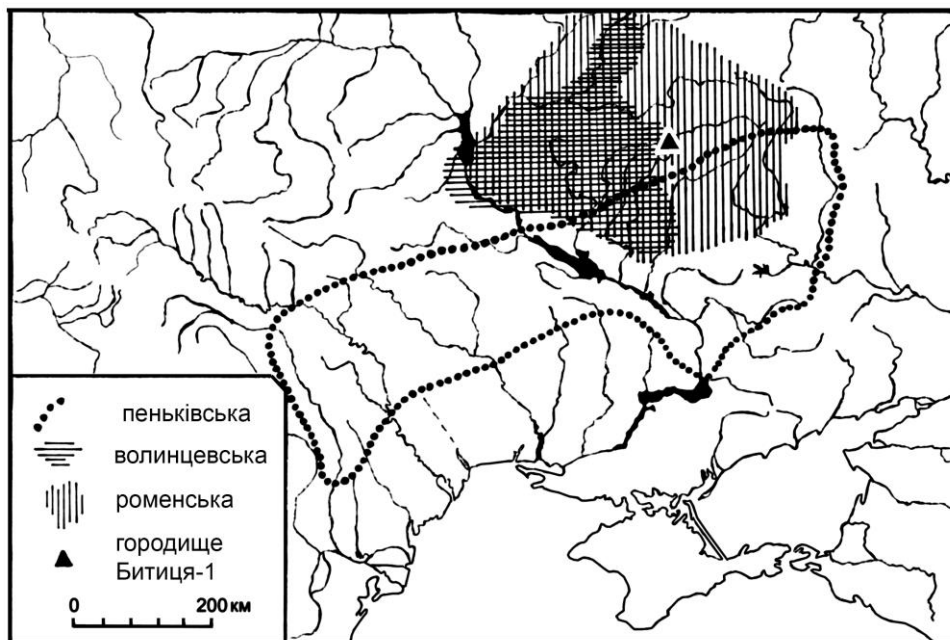 пеньківська
волинцевська
роменська
городище
Битиця-1
0 200 км